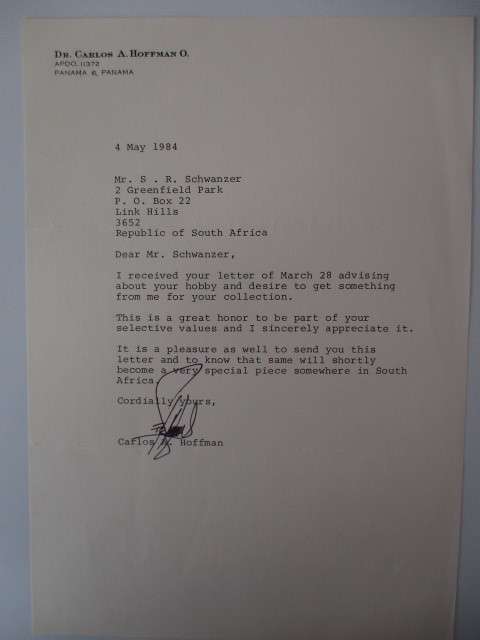 DR. CARLOS A. HOFFMAN O.
APDO. 11372
PANAMA 6, PANAMA
4 May 1984
Mr. S . R. Schwanzer
2 Greenfield Park
P. O. Box 22
Link Hills
3652
Republic of South Africa
Dear Mr. Schwanzer,
I received your letter of March 28 advising
about your hobby and desire to get something
from me for your collection.
This is a great honor to be part of your
selective values and I sincerely appreciate it.
It is a pleasure as well to send you this
letter and to know that same will shortly
become a very special piece somewhere in South
Africa.
Cordially yours,
Carlos A. Hoffman